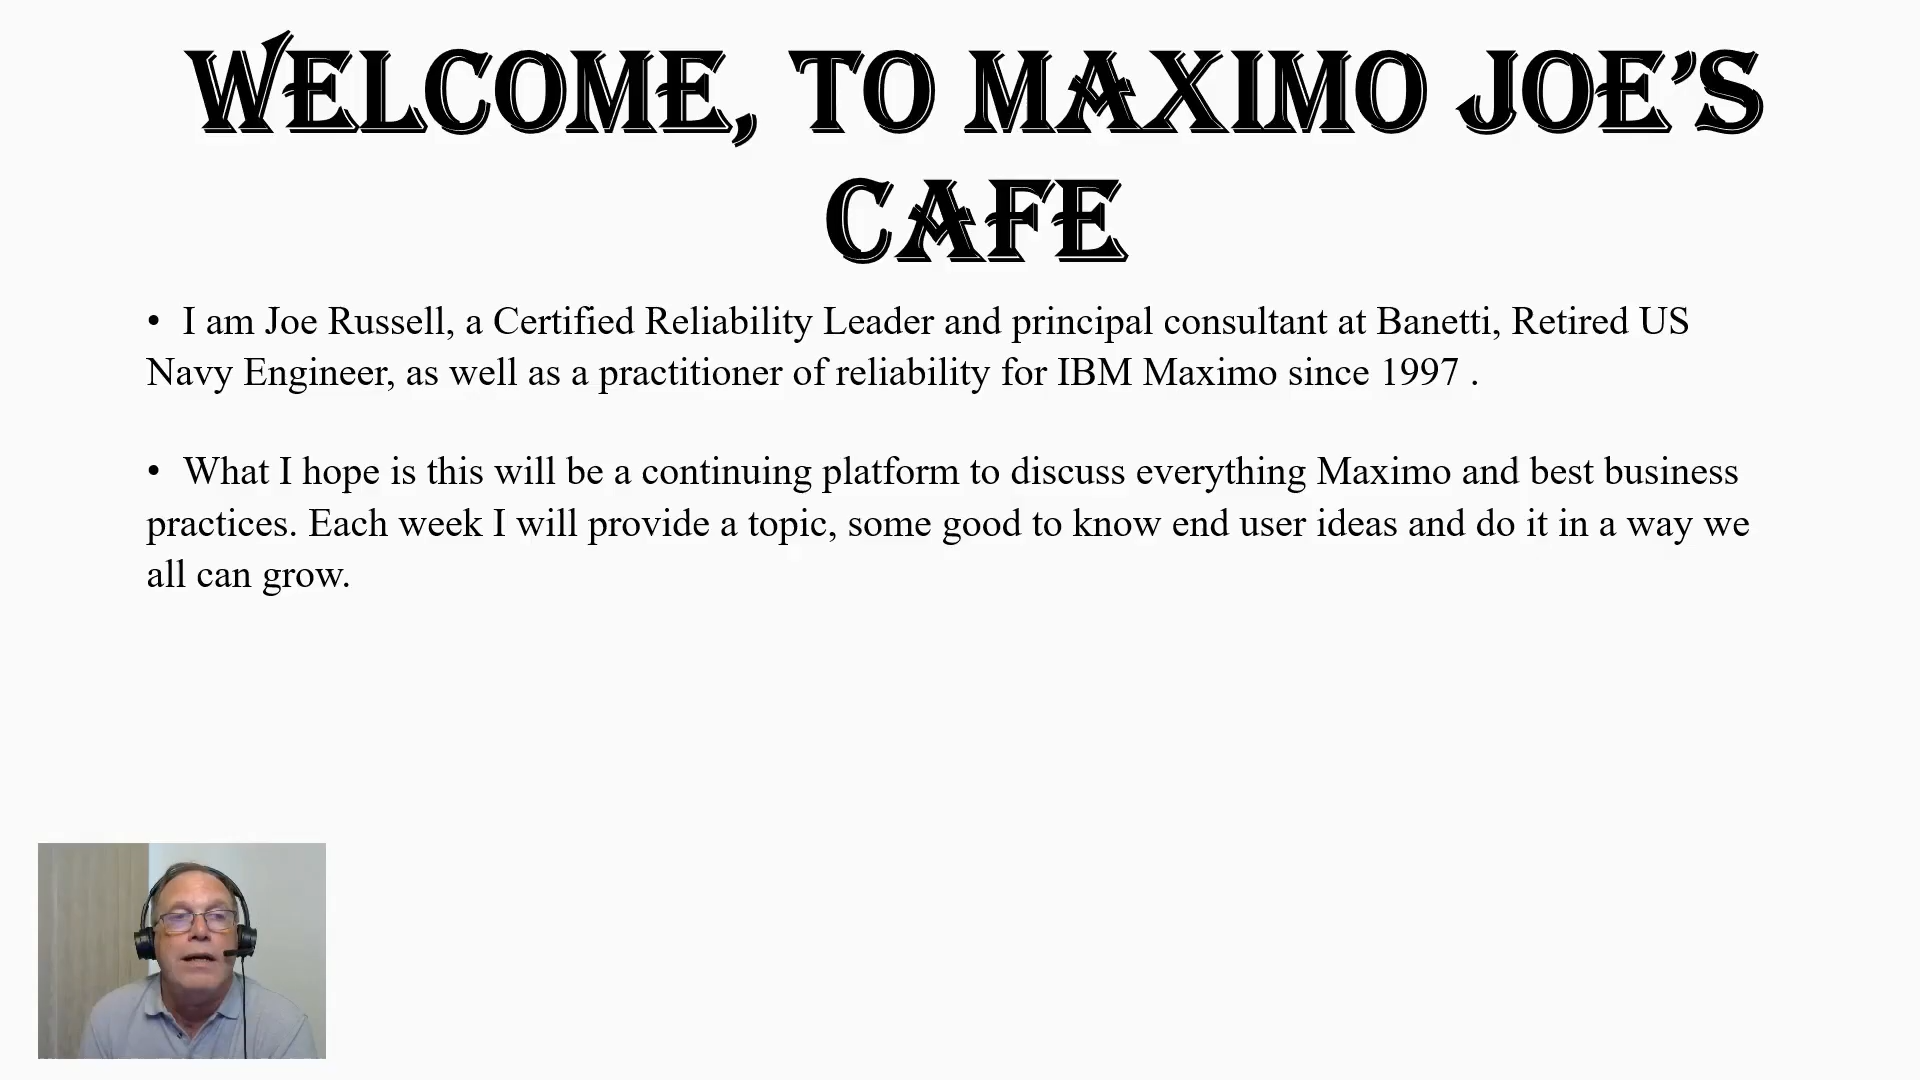 WELCOME, TO MAXIMO JOE’S
CAFE
• I am Joe Russell, a Certified Reliability Leader and principal consultant at Banetti, Retired US
Navy Engineer, as well as a practitioner of reliability for IBM Maximo since 1997 .
• What I hope is this will be a continuing platform to discuss everything Maximo and best business
practices. Each week I will provide a topic, some good to know end user ideas and do it in a way we
all can grow.